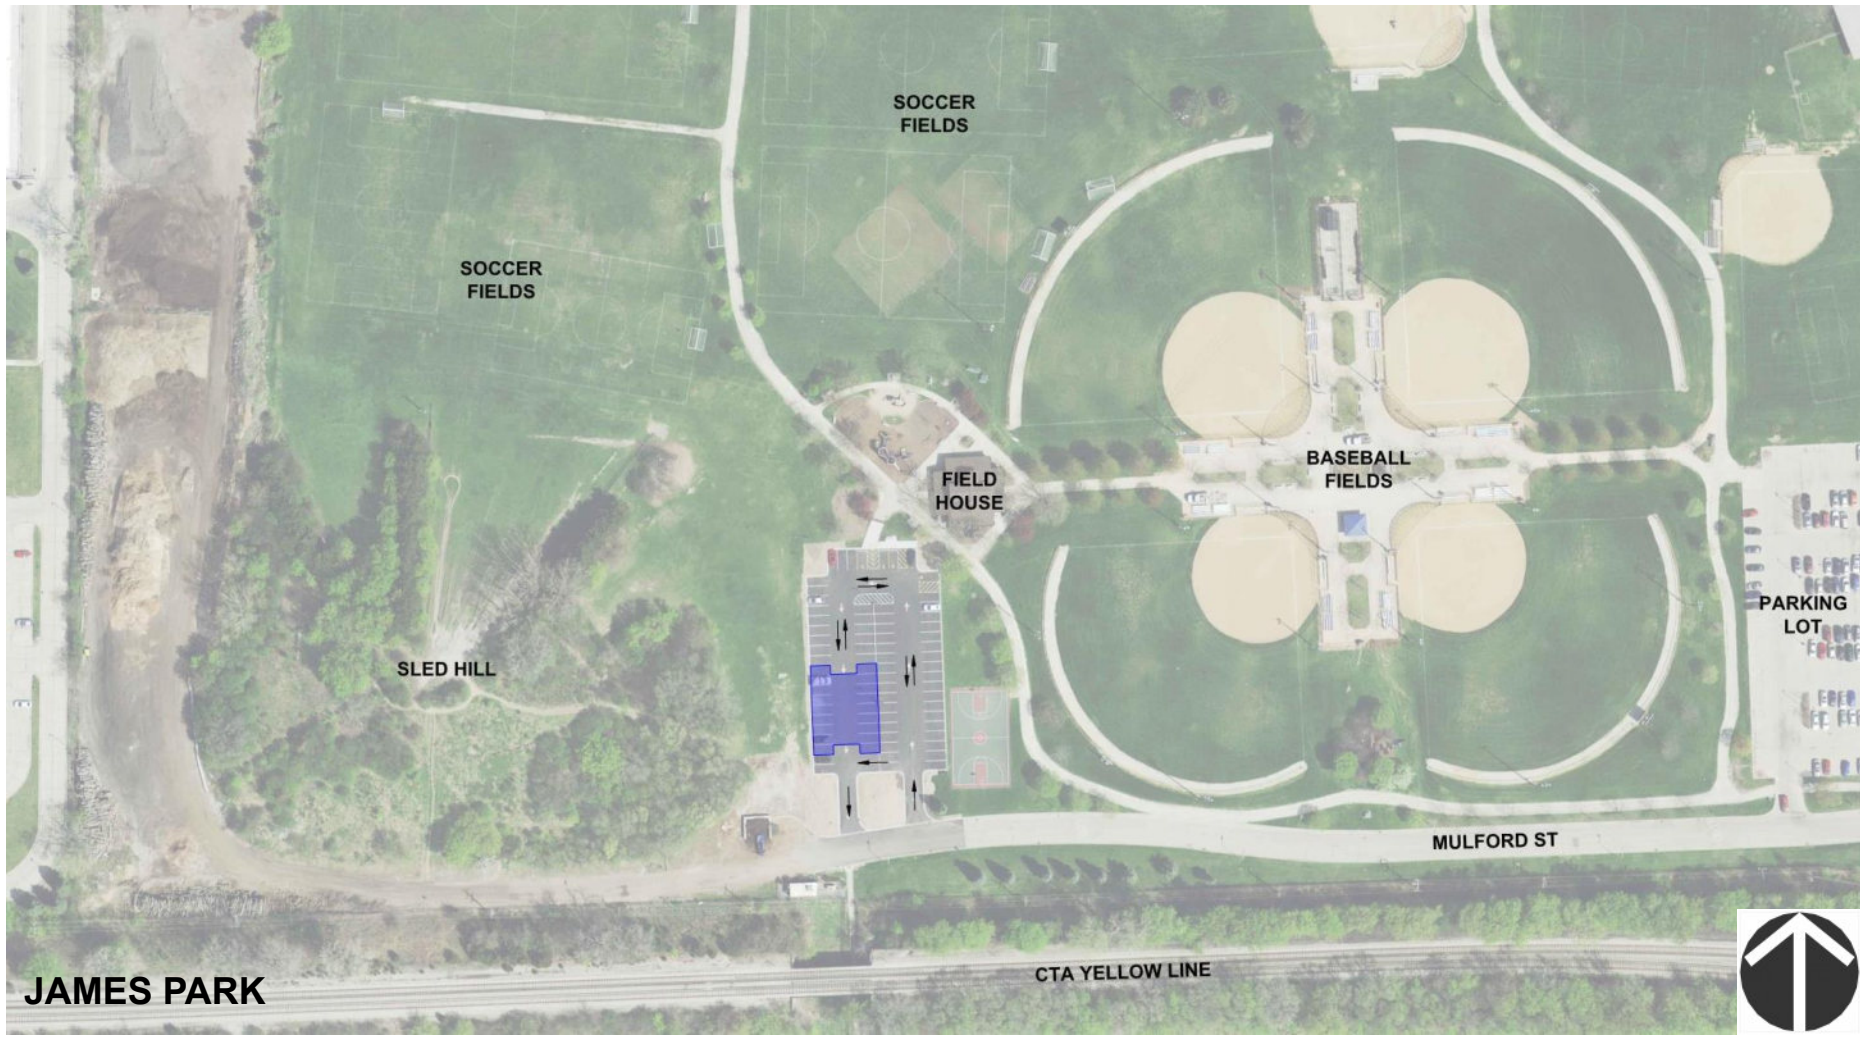 SOCCER
FIELDS
SOCCER
FIELDS
FIELD
HOUSE
BASEBALL
FIELDS
PARKING
LOT
SLED HILL
MULFORD ST
CTA YELLOW LINE
JAMES PARK